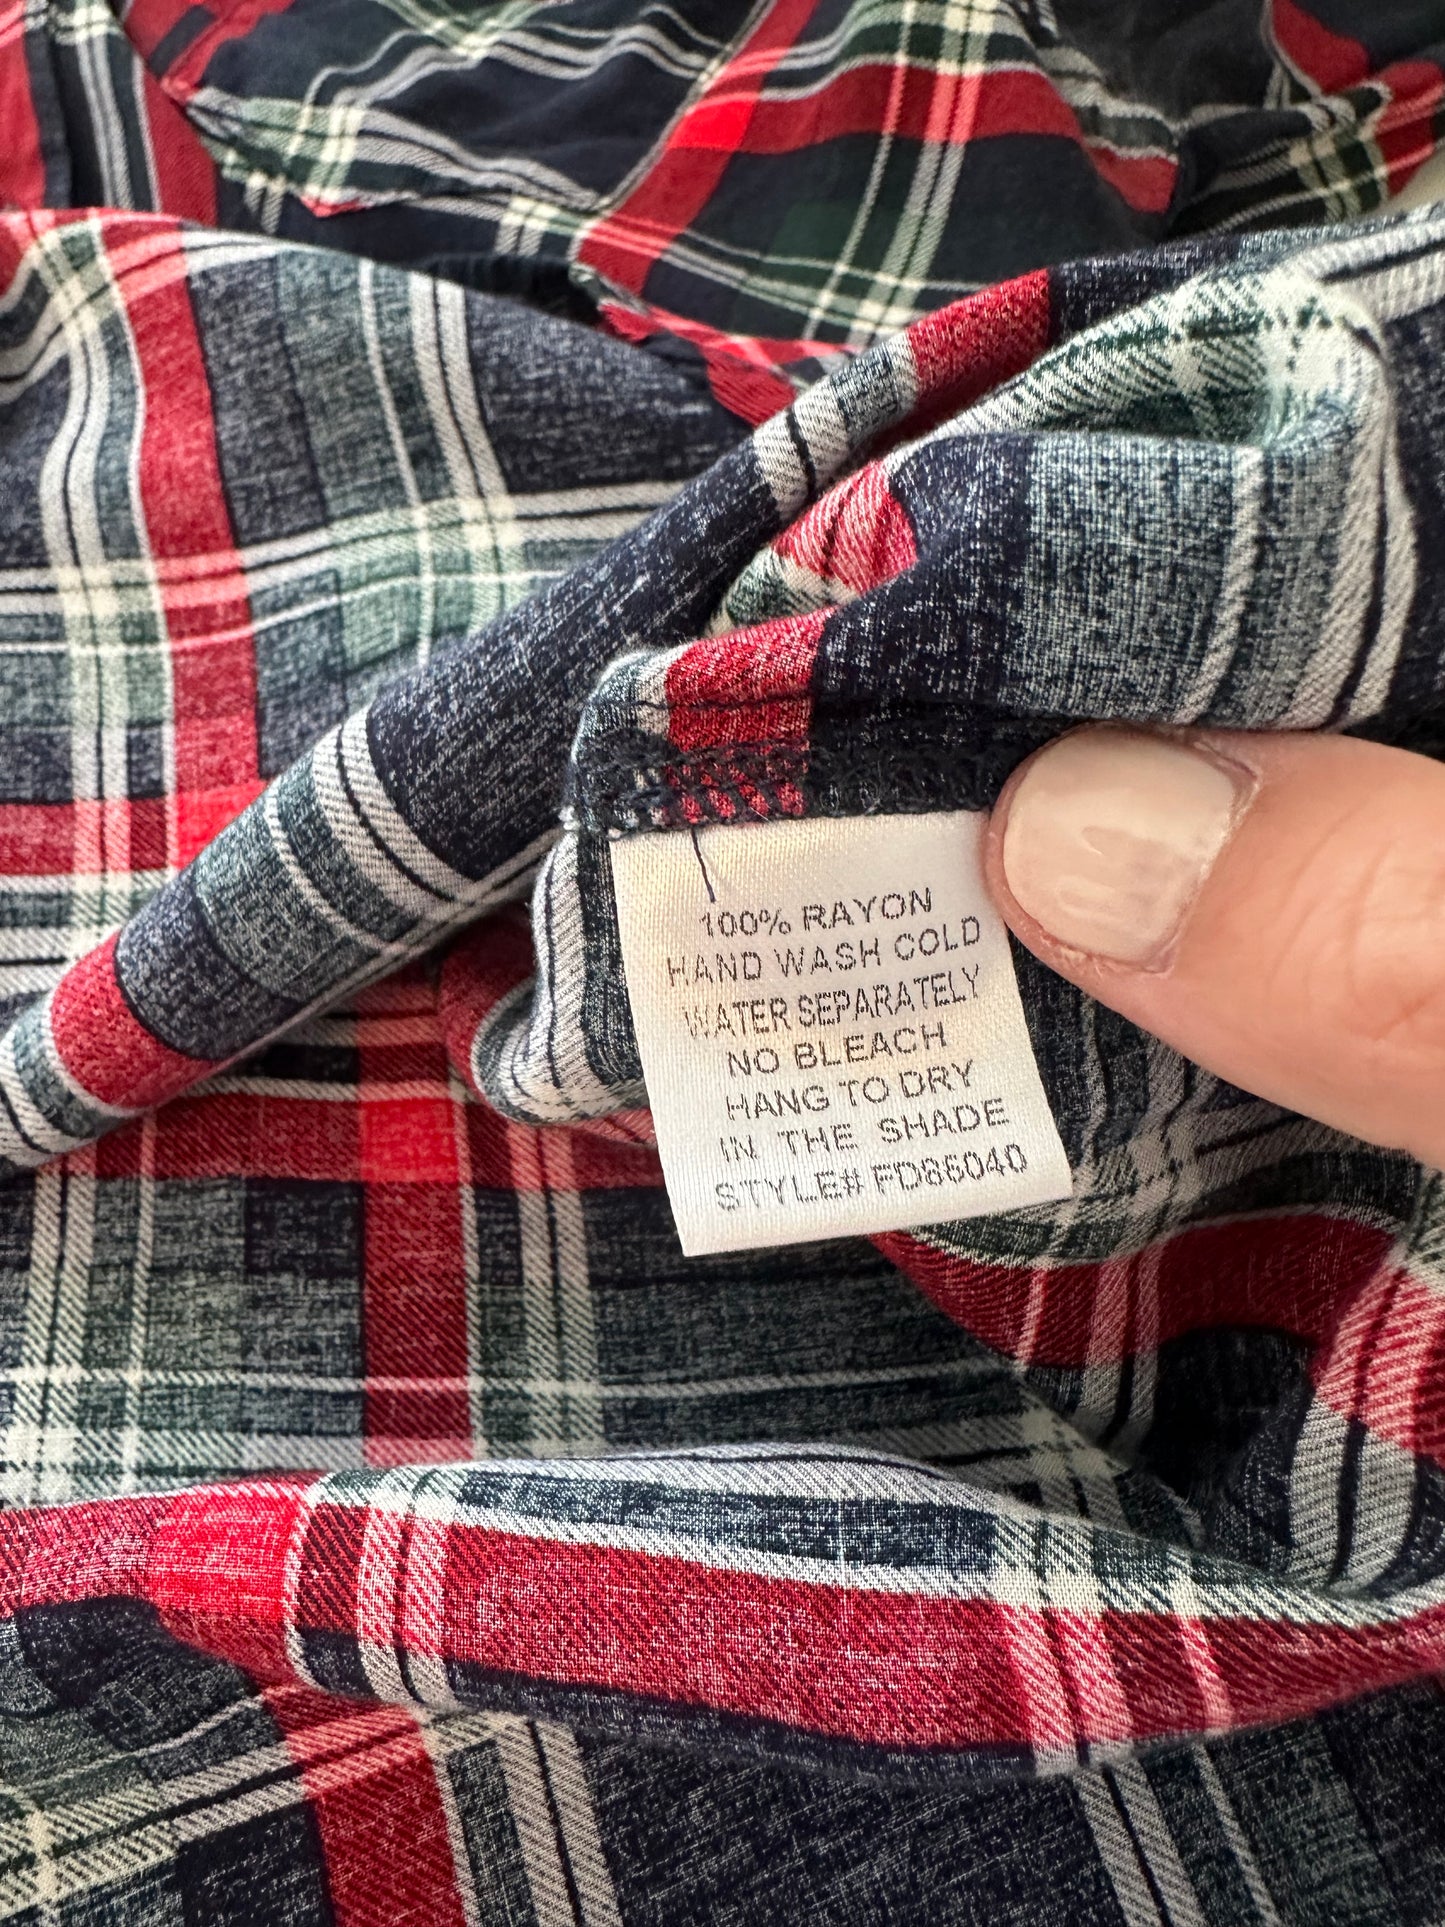 100% RAYON
HAND WASH COLD
WATER SEPARATELY
NO BLEACH
HANG TO DRY
IN THE SHADE
STYLE# FD86040